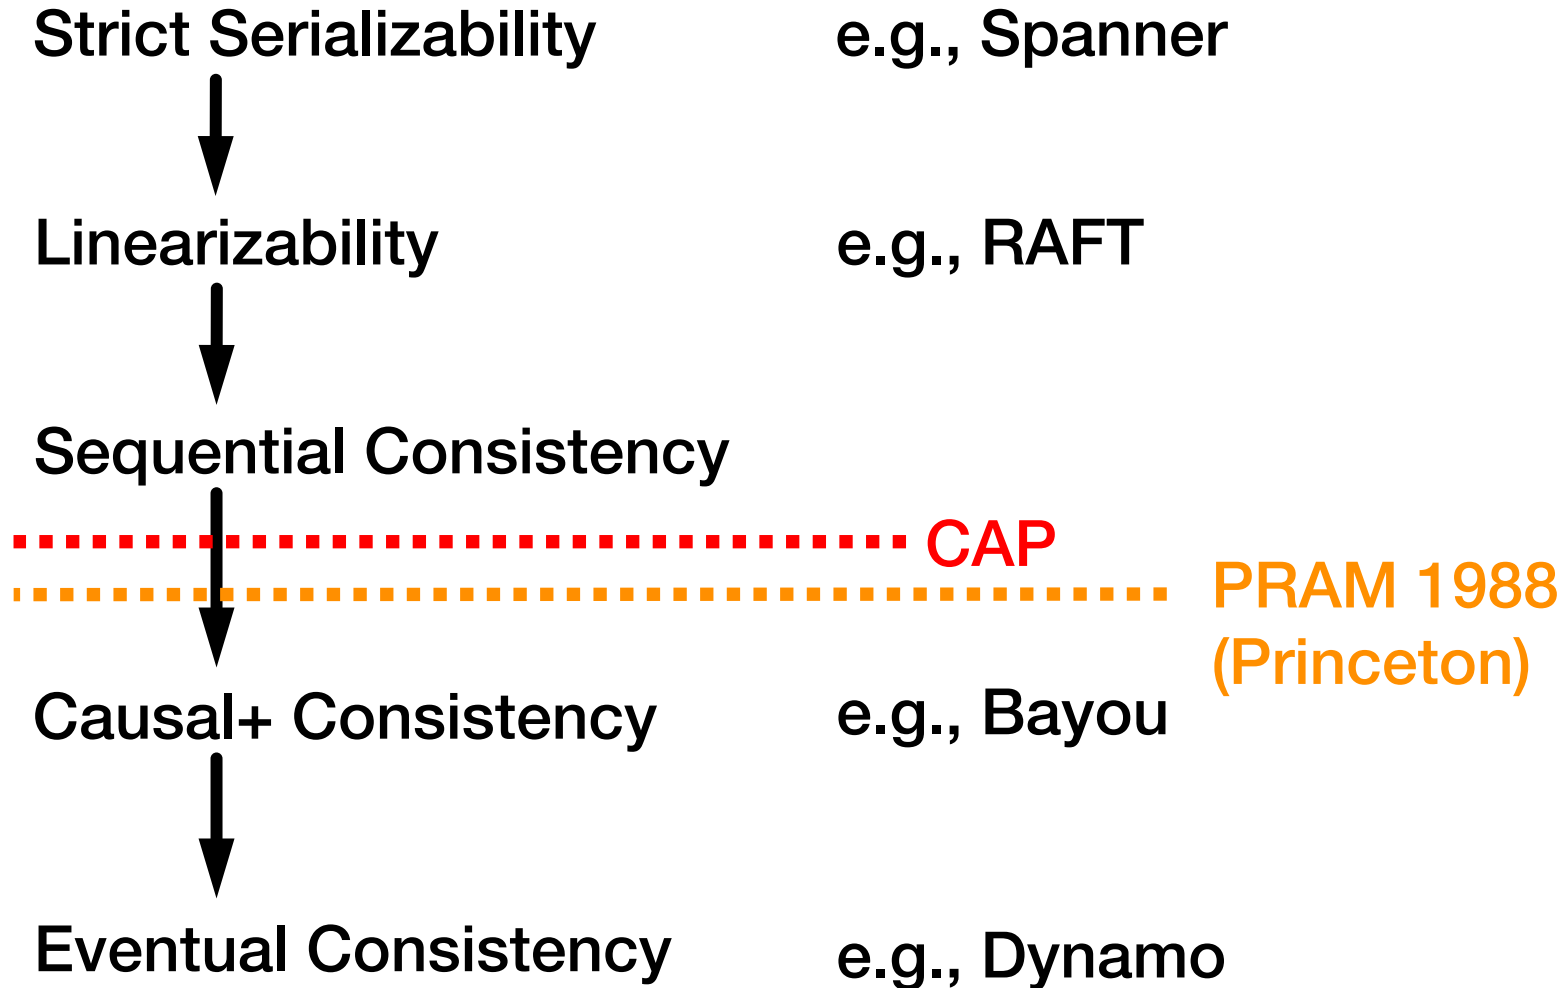 Strict Serializability e.g., Spanner
Linearizability e.g., RAFT
Sequential Consistency
CAP
PRAM 1988
(Princeton)
Causal+ Consistency e.g., Bayou
Eventual Consistency e.g., Dynamo